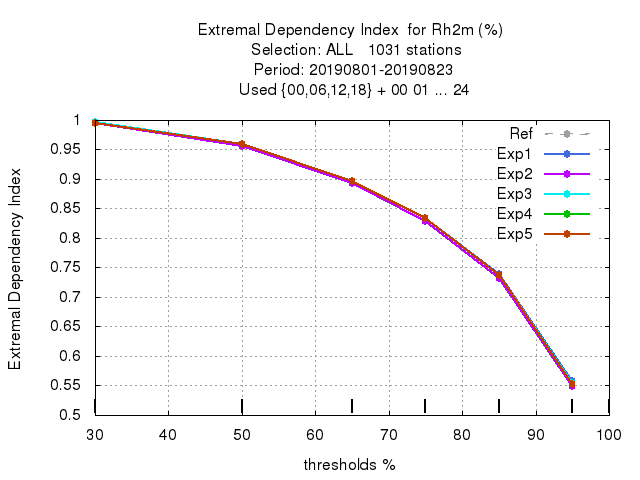 Extremal Dependency Index  for Rh2m (%)
Selection: ALL   1031 stations
Period: 20190801-20190823
Used {00,06,12,18} + 00 01 ... 24
Extremal Dependency Index
1
0.95
0.9
0.85
0.8
0.75
0.7
0.65
0.6
0.55
0.5
Ref
Exp1
Exp2
Exp3
Exp4
Exp5
30 40 50 60 70 80 90 100
thresholds %